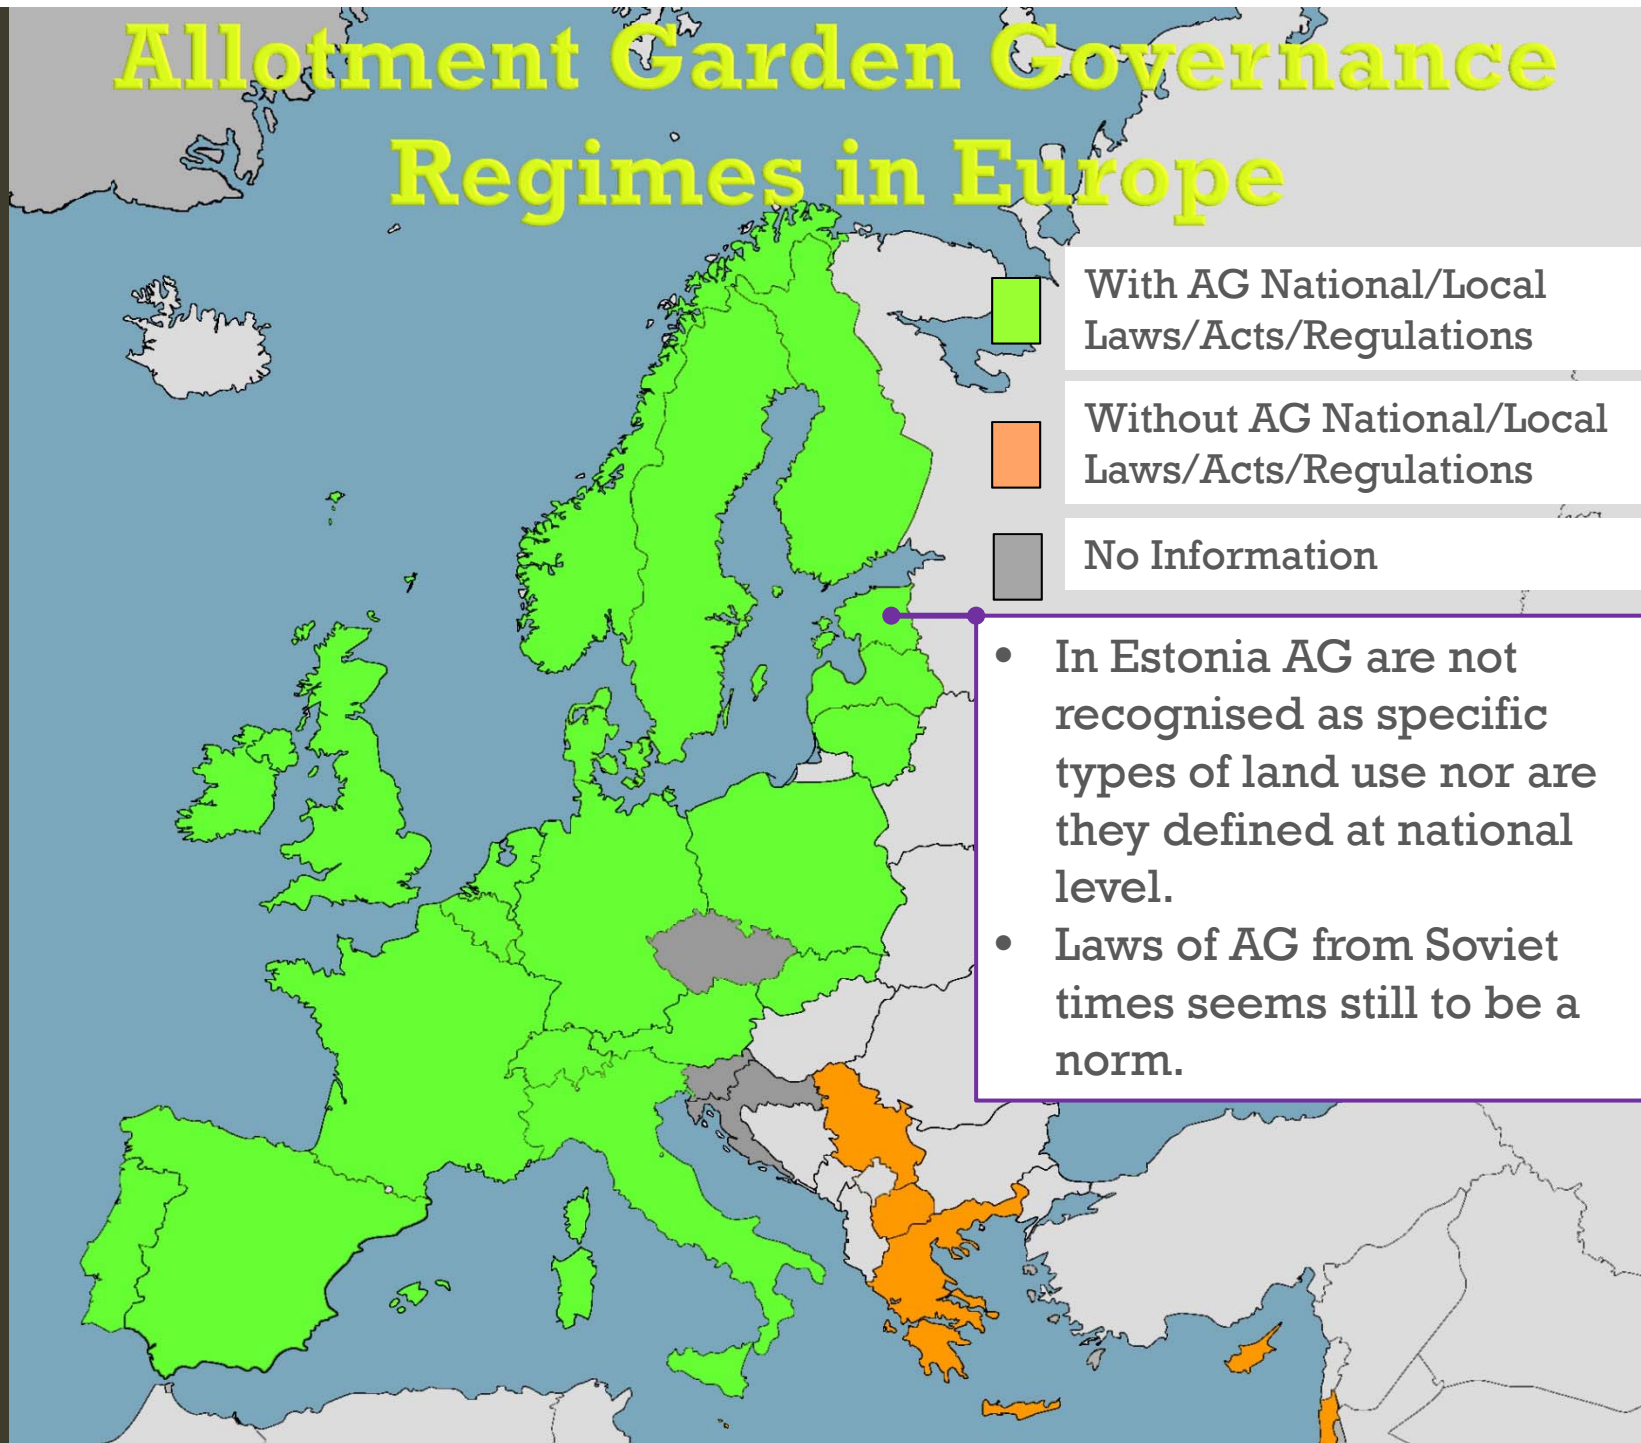 Allotment Garden Governance
Regimes in Europe
With AG National/Local
Laws/Acts/Regulations
Without AG National/Local
Laws/Acts/Regulations
No Information
• In Estonia AG are not
recognised as specific
types of land use nor are
they defined at national
level.
• Laws of AG from Soviet
times seems still to be a
norm.